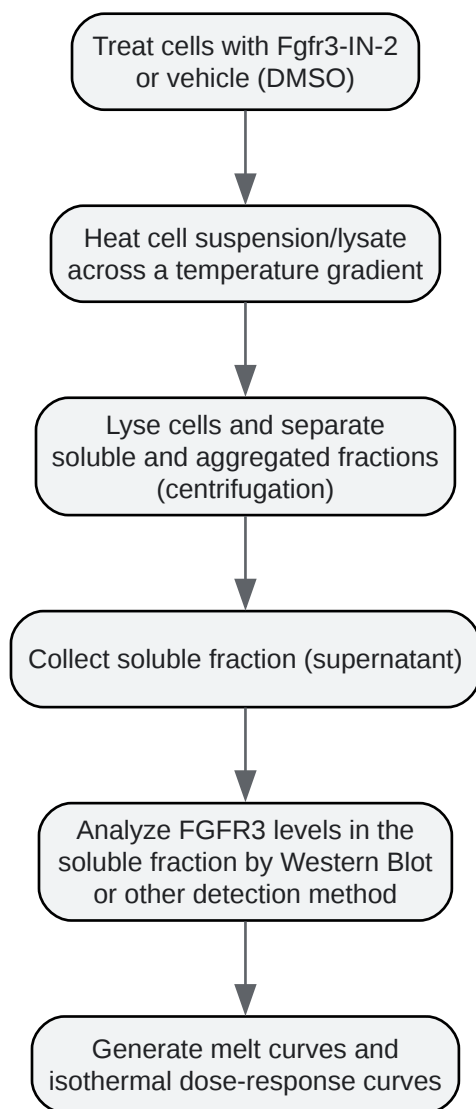 Treat cells with Fgfr3-IN-2
or vehicle (DMSO)
Heat cell suspension/lysate
across a temperature gradient
Lyse cells and separate
soluble and aggregated fractions
(centrifugation)
Collect soluble fraction (supernatant)
Analyze FGFR3 levels in the
soluble fraction by Western Blot
or other detection method
Generate melt curves and
isothermal dose-response curves